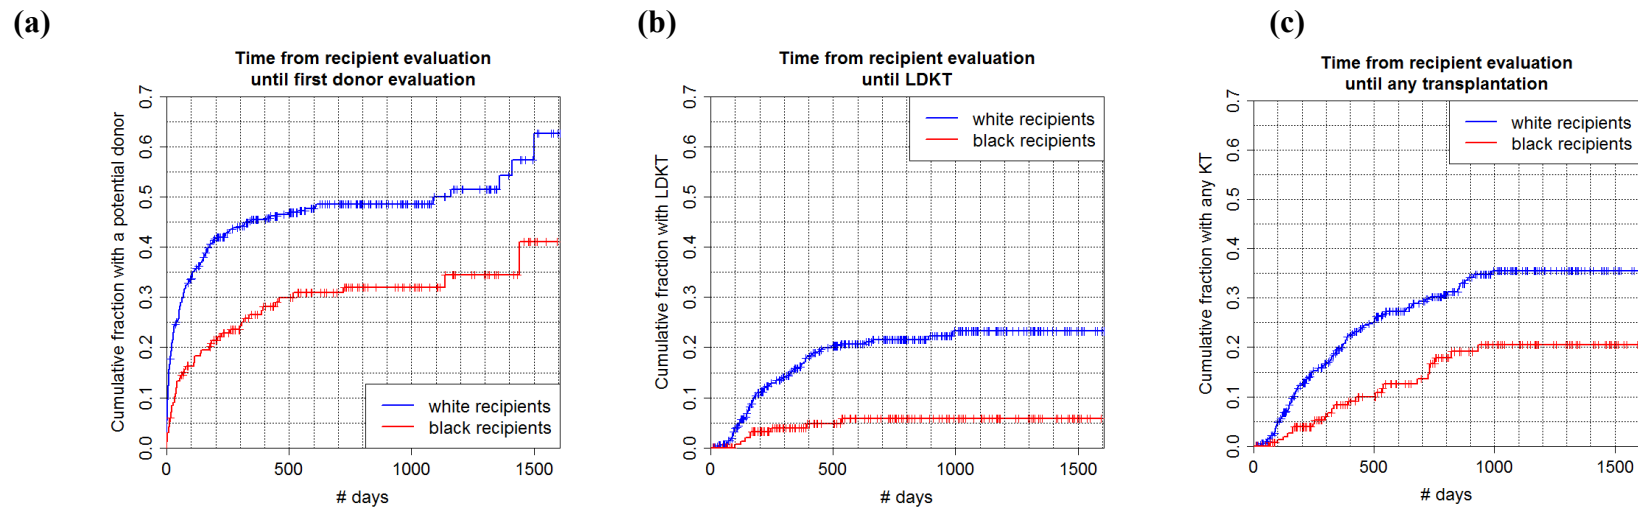 (a)
Time from recipient evaluation
until first donor evaluation
Cumulative fraction with a potential donor
0.7
0.6
0.5
0.4
0.3
0.2
0.1
0.0
white recipients
black recipients
0 500 1000 1500
# days
(b)
Time from recipient evaluation
until LDKT
Cumulative fraction with LDKT
0.7
0.6
0.5
0.4
0.3
0.2
0.1
0.0
white recipients
black recipients
0 500 1000 1500
# days
(c)
Time from recipient evaluation
until any transplantation
Cumulative fraction with any KT
0.7
0.6
0.5
0.4
0.3
0.2
0.1
0.0
white recipients
black recipients
0 500 1000 1500
# days